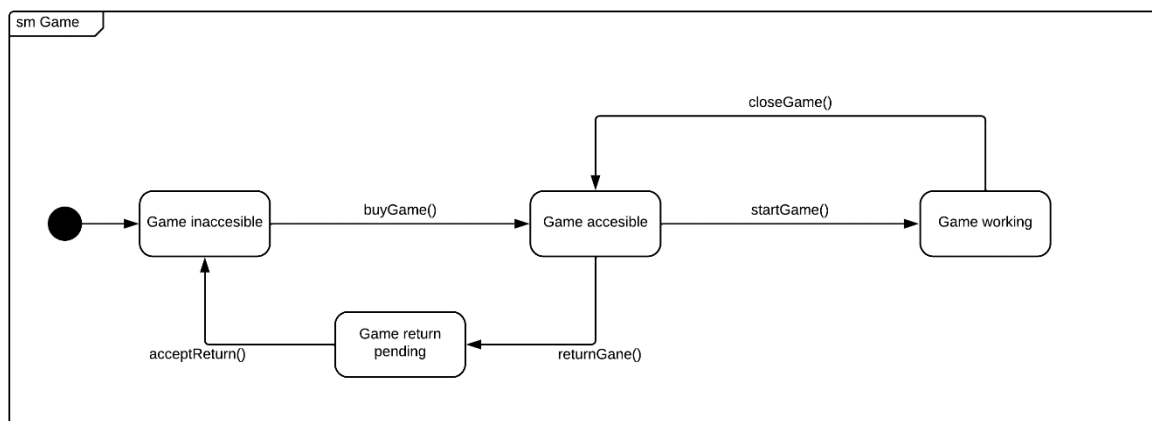 sm Game
closeGame()
Game inaccesible
buyGame()
Game accesible
startGame()
Game working
Game return
pending
acceptReturn()
returnGane()